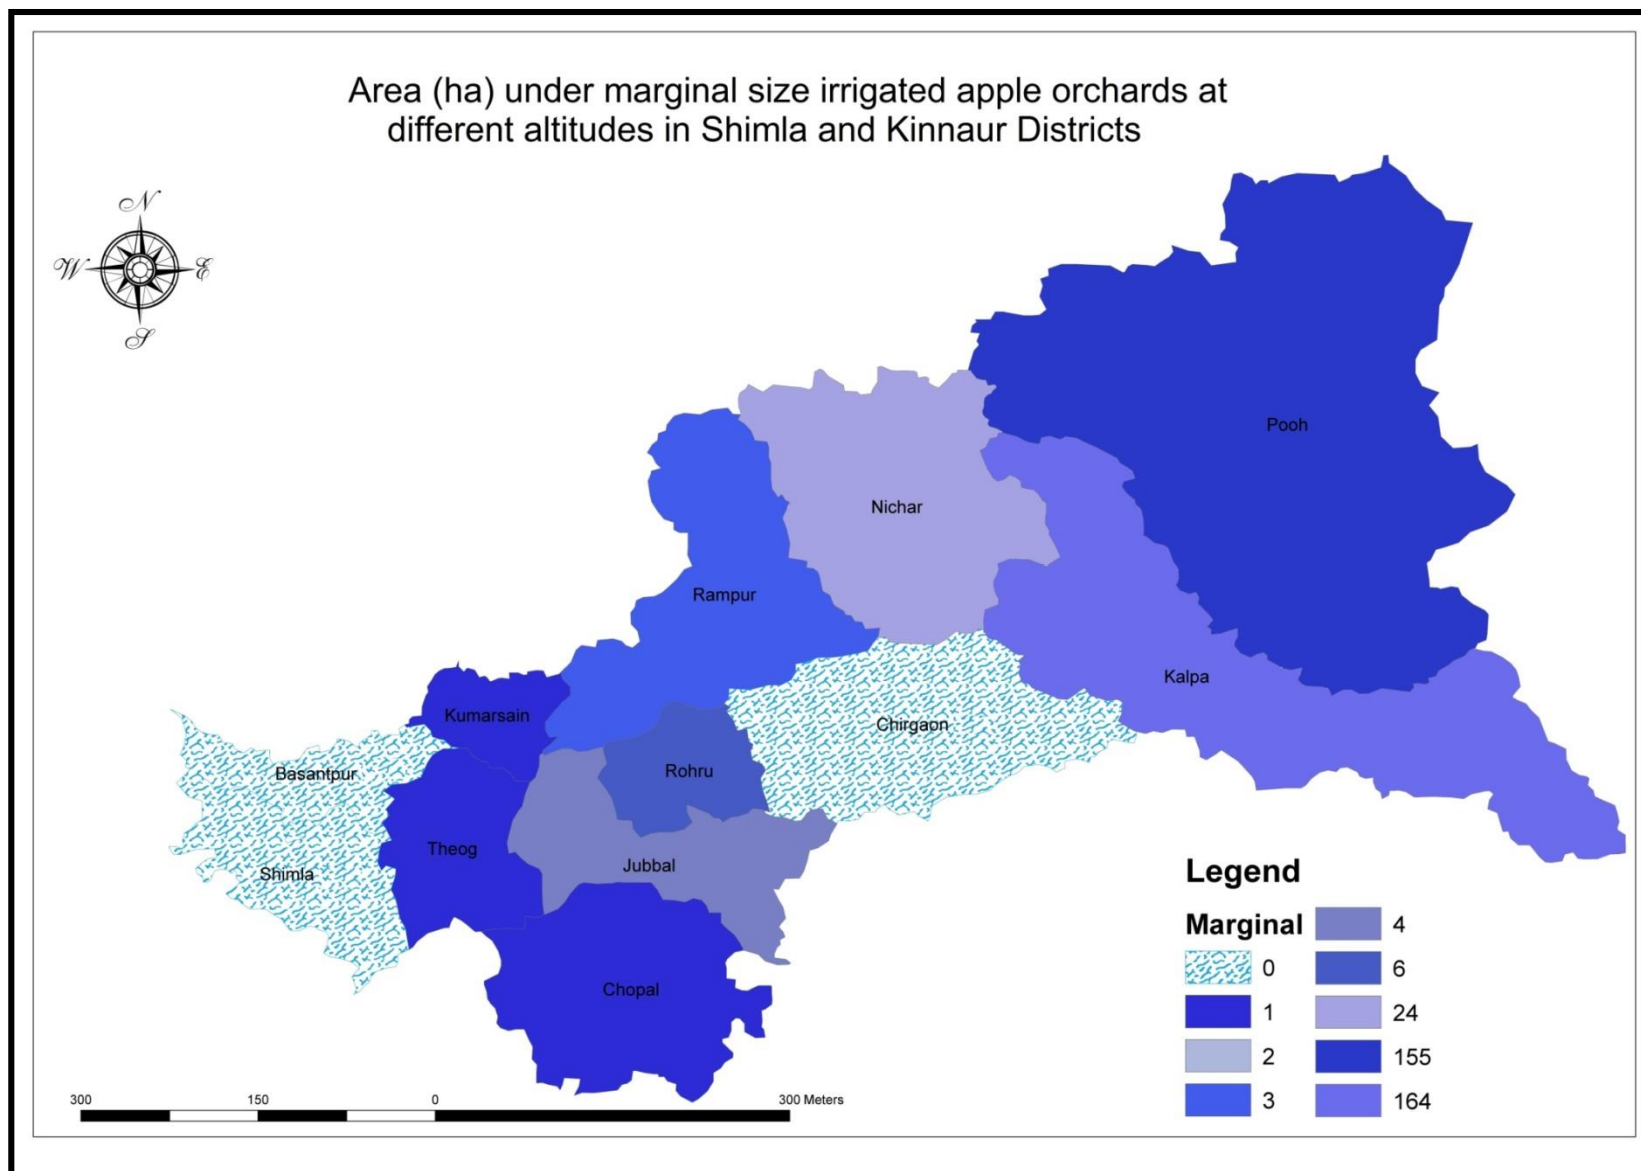 Area (ha) under marginal size irrigated apple orchards at
different altitudes in Shimla and Kinnaur Districts
N
W
E
S
Pooh
Nichar
Rampur
Kalpa
Kumarsain
Chirgaon
Basantpur
Rohru
Theog
Jubbal
Shimla
Chopal
Legend
Marginal
0
1
2
3
4
6
24
155
164
300 150 0 300 Meters